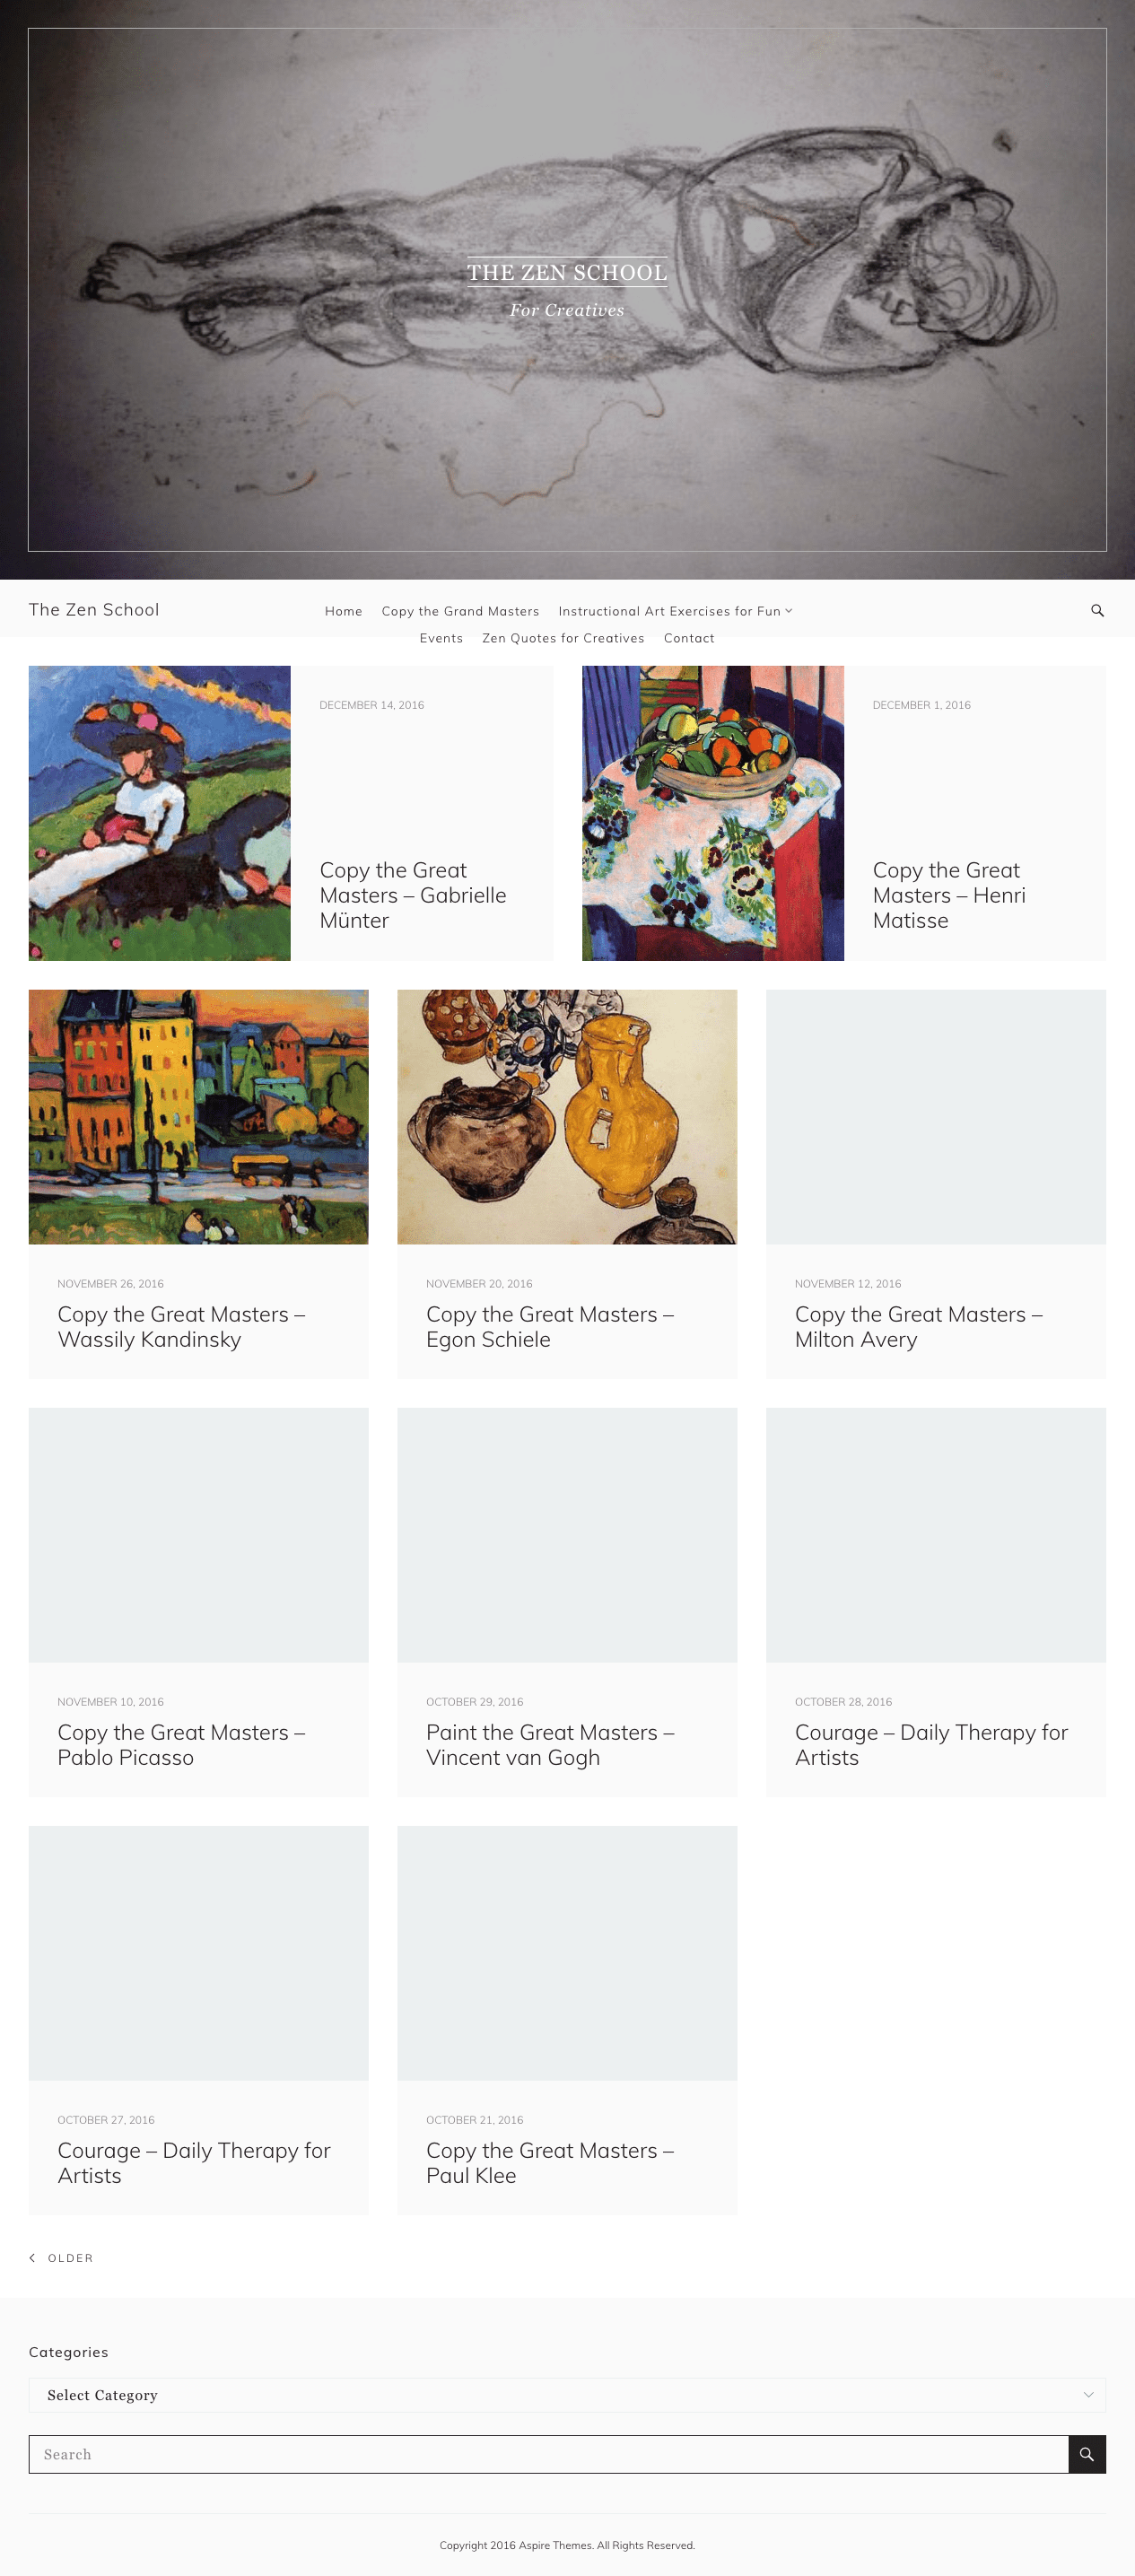 THE ZEN SCHOOL
For Creatives
The Zen School
Home Copy the Grand Masters Instructional Art Exercises for Fun
Events Zen Quotes for Creatives Contact
DECEMBER 14, 2016
Copy the Great
Masters – Gabrielle
Münter
DECEMBER 1, 2016
Copy the Great
Masters – Henri
Matisse
NOVEMBER 26, 2016
Copy the Great Masters –
Wassily Kandinsky
NOVEMBER 20, 2016
Copy the Great Masters –
Egon Schiele
NOVEMBER 12, 2016
Copy the Great Masters –
Milton Avery
NOVEMBER 10, 2016
Copy the Great Masters –
Pablo Picasso
OCTOBER 29, 2016
Paint the Great Masters –
Vincent van Gogh
OCTOBER 28, 2016
Courage – Daily Therapy for
Artists
OCTOBER 27, 2016
Courage – Daily Therapy for
Artists
OCTOBER 21, 2016
Copy the Great Masters –
Paul Klee
OLDER
Categories
Select Category
Search
Copyright 2016 Aspire Themes. All Rights Reserved.